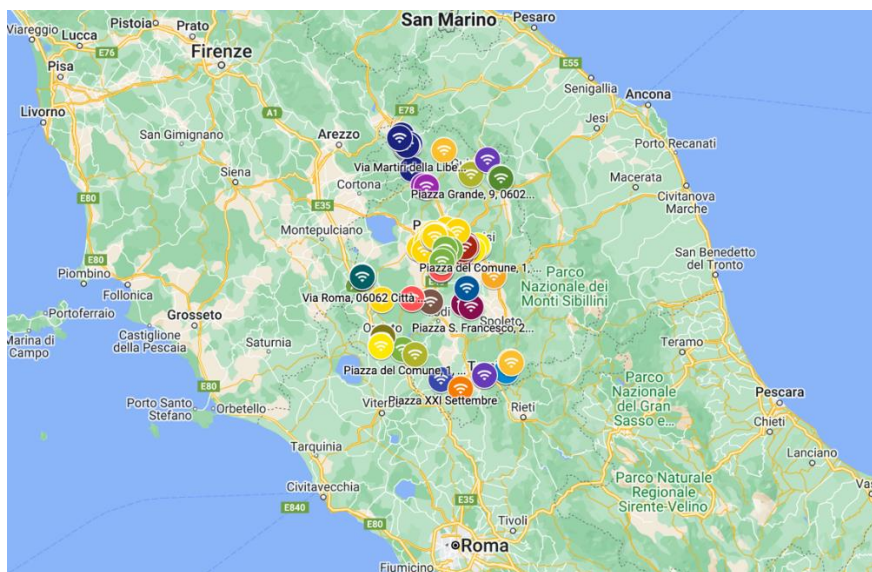 San Marino
Pesaro
Pistoia
Prato
Viareggio
Lucca
E76
Firenze
E55
Pisa
Senigallia
A1
E78
Ancona
Livorno
Arezzo
Jesi
San Gimignano
Porto Recanati
Via Martiri della Libe...
Siena
Cortona
Piazza Grande, 9, 0602...
Macerata
E80
E35
Civitanova
Marche
Montepulciano
San Benedetto
del Tronto
E80
Piazza del Comune, 1, ...
Parco
Nazionale dei
Monti Sibillini
Piombino
Follonica
Via Roma, 06062 Città...
Portoferraio
Grosseto
Spoleto
Marina di
Campo
Castiglione
della Pescaia
Saturnia
Piazza S. Francesco, 2...
Teramo
Piazza del Comune, 1, ...
E80
Parco
Nazionale
del Gran
Sasso e...
Pescara
Porto Santo
Stefano
Orbetello
Viterbo
Piazza XXI Settembre
Rieti
Chieti
Tarquinia
Lanciano
Civitavecchia
Parco Naturale
Regionale
Sirente Velino
E35
E840
E80
Tivoli
Roma
Fiumicino